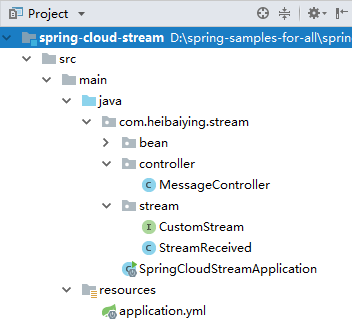 Project
spring-cloud-stream D:\spring-samples-for-all\spring
src
main
java
com.heibaiying.stream
bean
controller
MessageController
stream
CustomStream
StreamReceived
SpringCloudStreamApplication
resources
application.yml